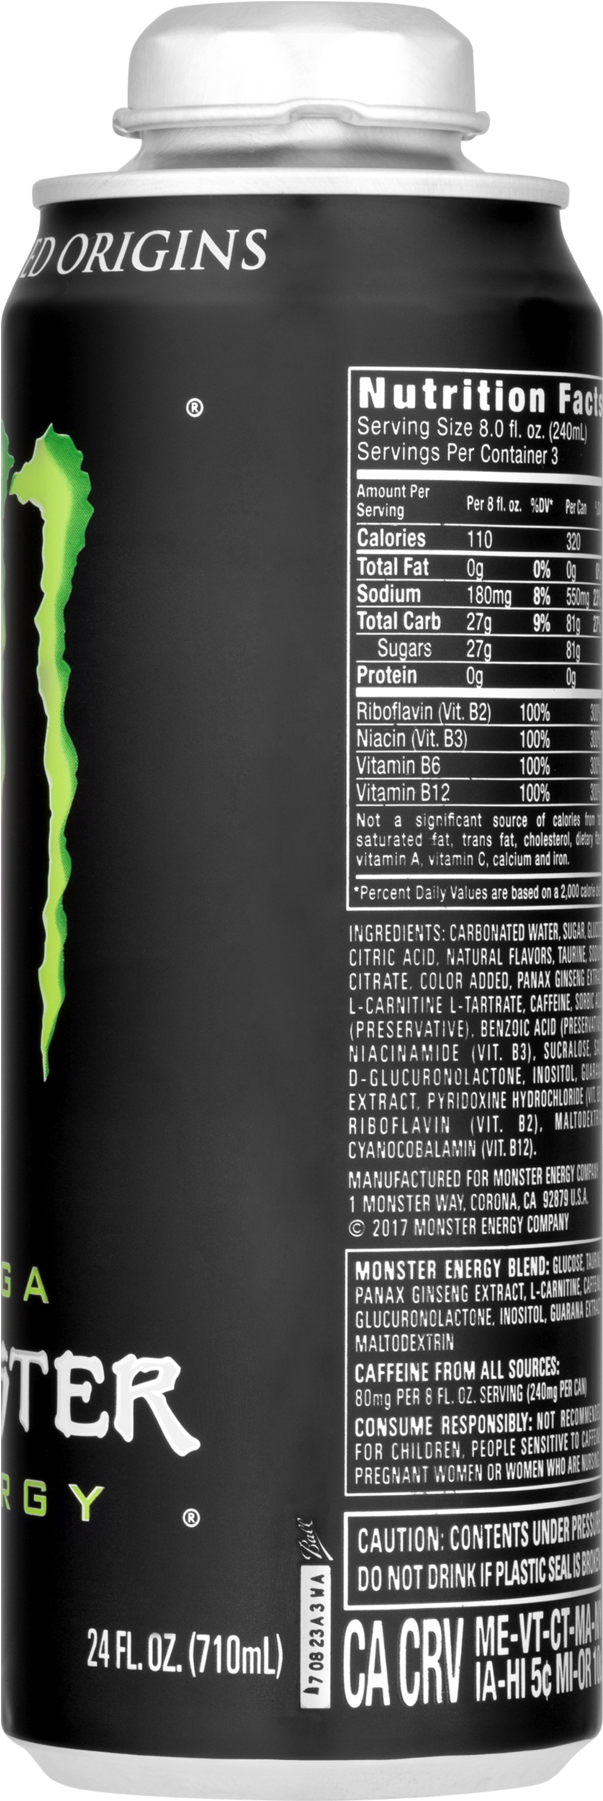 ORIGINS
®
Nutrition Facts
Serving Size 8.0 fl. oz. (240mL)
Servings Per Container 3
Amount Per Serving Per 8 fl. oz. %DV* Per Can
Calories 110 320
Total Fat 0g 0% 0g
Sodium 180mg 8% 550mg
Total Carb 27g 9% 81g
Sugars 27g 81g
Protein 0g 0g
Riboflavin (Vit. B2) 100%
Niacin (Vit. B3) 100%
Vitamin B6 100%
Vitamin B12 100%
Not a significant source of calories from
saturated fat, trans fat, cholesterol, dietary
vitamin A, vitamin C, calcium and iron.
*Percent Daily Values are based on a 2,000 calorie
INGREDIENTS: CARBONATED WATER, SUGAR,
CITRIC ACID, NATURAL FLAVORS, TAURINE,
CITRATE, COLOR ADDED, PANAX GINSENG
L-CARNITINE L-TARTRATE, CAFFEINE, SORBIC
(PRESERVATIVE), BENZOIC ACID
NIACINAMIDE (VIT. B3), SUCRALOSE,
D-GLUCURONOLACTONE, INOSITOL,
EXTRACT, PYRIDOXINE HYDROCHLORIDE
RIBOFLAVIN (VIT. B2),
CYANOCOBALAMIN (VIT. B12).
MANUFACTURED FOR MONSTER ENERGY COMPANY
1 MONSTER WAY, CORONA, CA 92879 U.S.A.
© 2017 MONSTER ENERGY COMPANY
MONSTER ENERGY BLEND: GLUCOSE,
PANAX GINSENG EXTRACT, L-CARNITINE,
GLUCURONOLACTONE, INOSITOL, GUARANA
MALTODEXTRIN
CAFFEINE FROM ALL SOURCES:
80mg PER 8 FL. OZ. SERVING (240mg PER CAN)
CONSUME RESPONSIBLY: NOT
FOR CHILDREN, PEOPLE SENSITIVE TO
PREGNANT WOMEN OR WOMEN WHO ARE
CAUTION: CONTENTS UNDER
DO NOT DRINK IF PLASTIC SEAL IS
GA
STER
RGY
®
Ball
70823A3WA
24 FL. OZ. (710mL)
CA CRV
ME-VT-CT-MA-
IA-HI 5¢ MI-OR